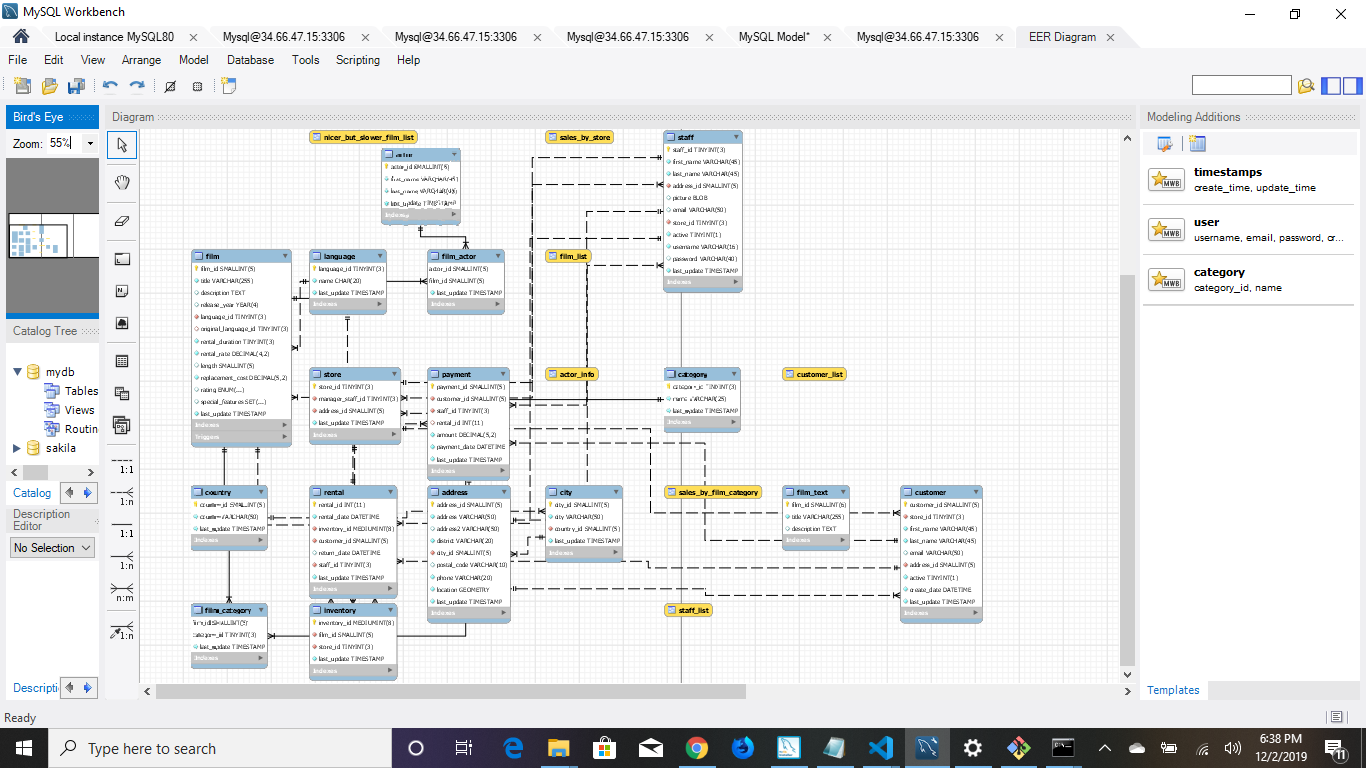 MySQL Workbench
Local instance MySQL80
Mysql@34.66.47.15:3306
Mysql@34.66.47.15:3306
Mysql@34.66.47.15:3306
MySQL Model*
Mysql@34.66.47.15:3306
EER Diagram
File Edit View Arrange Model Database Tools Scripting Help
Bird's Eye
Zoom: 55%
Catalog Tree
mydb
Tables
Views
Routin
sakila
Catalog
Description
Editor
No Selection
Descripti
1:1
1:n
1:1
1:n
n:m
1:n
Diagram
nicer_but_slower_film_list
sales_by_store
staff
staff_id TINYINT(3)
first_name VARCHAR(45)
last_name VARCHAR(45)
address_id SMALLINT(5)
picture BLOB
email VARCHAR(50)
store_id TINYINT(3)
active TINYINT(1)
username VARCHAR(16)
password VARCHAR(40)
last_update TIMESTAMP
Indexes
actor
actor_id SMALLINT(5)
first_name VARCHAR(45)
last_name VARCHAR(45)
last_update TIMESTAMP
Indexes
film
film_id SMALLINT(5)
title VARCHAR(255)
description TEXT
release_year YEAR(4)
language_id TINYINT(3)
original_language_id TINYINT(3)
rental_duration TINYINT(3)
rental_rate DECIMAL(4,2)
length SMALLINT(5)
replacement_cost DECIMAL(5,2)
rating ENUM(...)
special_features SET(...)
last_update TIMESTAMP
Indexes
Triggers
language
language_id TINYINT(3)
name CHAR(20)
last_update TIMESTAMP
Indexes
film_actor
actor_id SMALLINT(5)
film_id SMALLINT(5)
last_update TIMESTAMP
Indexes
film_list
store
store_id TINYINT(3)
manager_staff_id TINYINT(3)
address_id SMALLINT(5)
last_update TIMESTAMP
Indexes
payment
payment_id SMALLINT(5)
customer_id SMALLINT(5)
staff_id TINYINT(3)
rental_id INT(11)
amount DECIMAL(5,2)
payment_date DATETIME
last_update TIMESTAMP
Indexes
actor_info
category
category_id TINYINT(3)
name VARCHAR(25)
last_update TIMESTAMP
Indexes
customer_list
country
country_id SMALLINT(5)
country VARCHAR(50)
last_update TIMESTAMP
Indexes
rental
rental_id INT(11)
rental_date DATETIME
inventory_id MEDIUMINT(8)
customer_id SMALLINT(5)
return_date DATETIME
staff_id TINYINT(3)
last_update TIMESTAMP
Indexes
address
address_id SMALLINT(5)
address VARCHAR(50)
address2 VARCHAR(50)
district VARCHAR(20)
city_id SMALLINT(5)
postal_code VARCHAR(10)
phone VARCHAR(20)
location GEOMETRY
last_update TIMESTAMP
Indexes
city
city_id SMALLINT(5)
city VARCHAR(50)
country_id SMALLINT(5)
last_update TIMESTAMP
Indexes
sales_by_film_category
film_text
film_id SMALLINT(6)
title VARCHAR(255)
description TEXT
Indexes
customer
customer_id SMALLINT(5)
store_id TINYINT(3)
first_name VARCHAR(45)
last_name VARCHAR(45)
email VARCHAR(50)
address_id SMALLINT(5)
active TINYINT(1)
create_date DATETIME
last_update TIMESTAMP
Indexes
film_category
film_id SMALLINT(5)
category_id TINYINT(3)
last_update TIMESTAMP
Indexes
inventory
inventory_id MEDIUMINT(8)
film_id SMALLINT(5)
store_id TINYINT(3)
last_update TIMESTAMP
Indexes
staff_list
Modeling Additions
MWB
timestamps
create_time, update_time
MWB
user
username, email, password, cr...
MWB
category
category_id, name
Templates
Ready
Type here to search
6:38 PM
12/2/2019
11